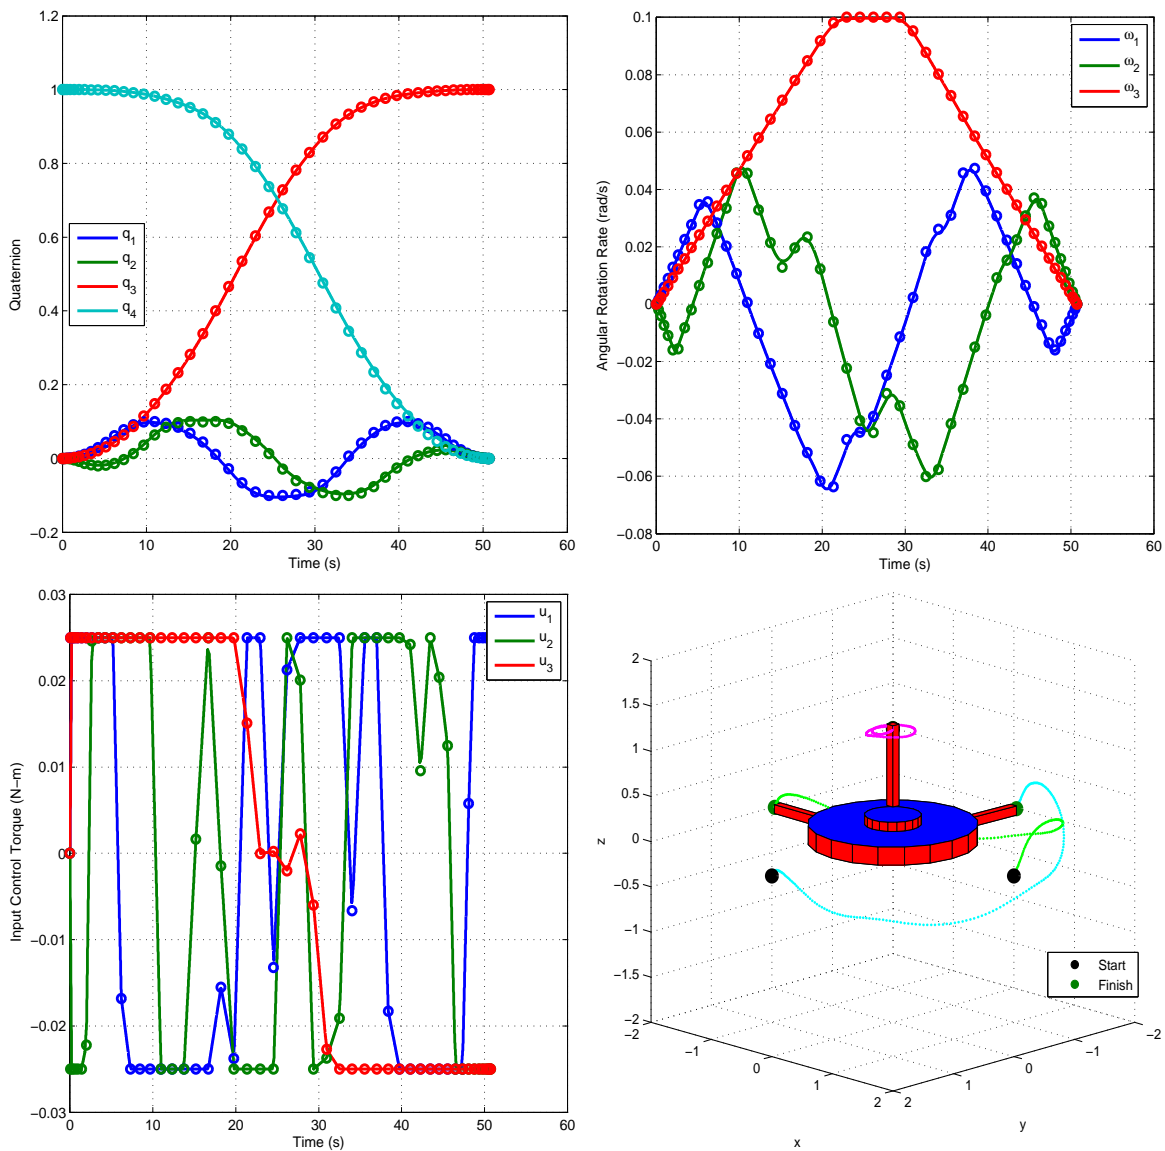 1.2
1
0.8
0.6
0.4
0.2
0
−0.2
0 10 20 30 40 50 60
Quaternion
Time (s)
q1
q2
q3
q4
0.1
0.08
0.06
0.04
0.02
0
−0.02
−0.04
−0.06
−0.08
0 10 20 30 40 50 60
Angular Rotation Rate (rad/s)
Time (s)
ω1
ω2
ω3
0.03
0.02
0.01
0
−0.01
−0.02
−0.03
0 10 20 30 40 50 60
Input Control Torque (N−m)
Time (s)
u1
u2
u3
2
1.5
1
0.5
0
−0.5
−1
−1.5
−2
z
−2
−1
0
1
2
x
2
1
0
−1
−2
y
Start
Finish